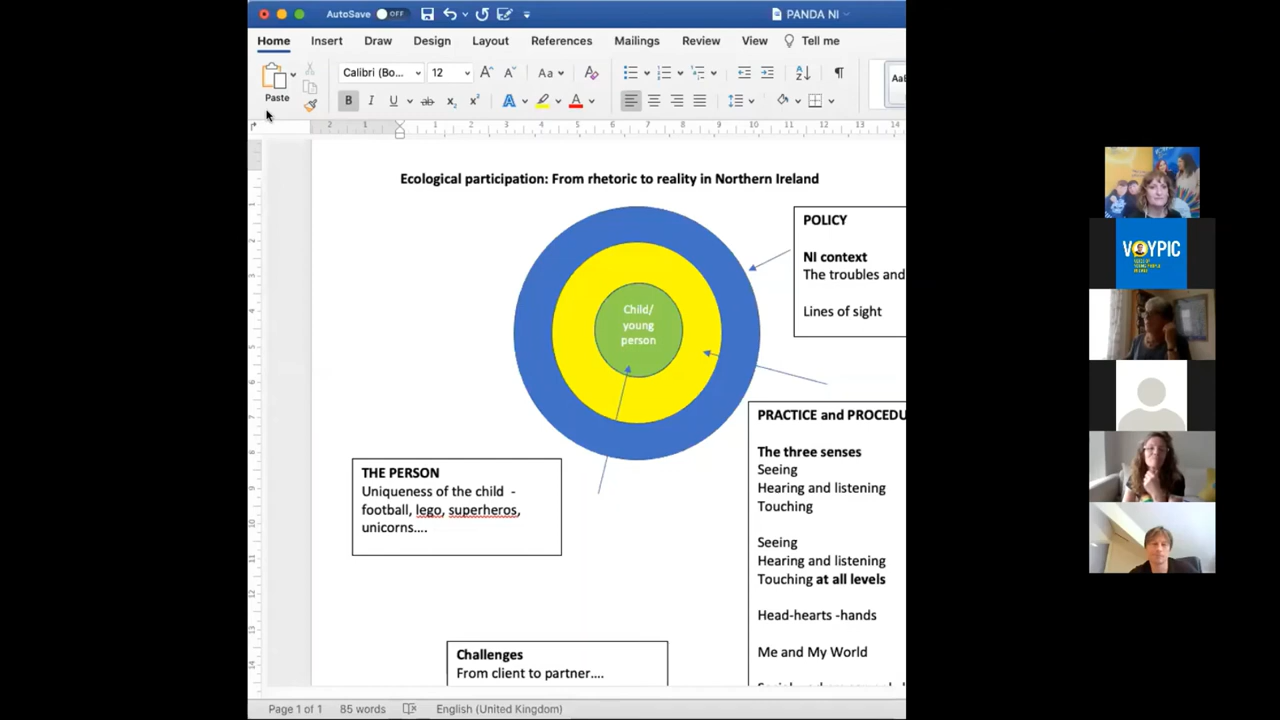 AutoSave OFF
PANDA NI
Home Insert Draw Design Layout References Mailings Review View Tell me
Paste
Calibri (Bo... 12
Ecological participation: From rhetoric to reality in Northern Ireland
Child/
young
person
POLICY
NI context
The troubles and
Lines of sight
PRACTICE and PROCEDU
The three senses
Seeing
Hearing and listening
Touching
Seeing
Hearing and listening
Touching at all levels
Head-hearts -hands
Me and My World
THE PERSON
Uniqueness of the child -
football, lego, superheros,
unicorns....
Challenges
From client to partner....
Page 1 of 1 85 words English (United Kingdom)
VOYPIC